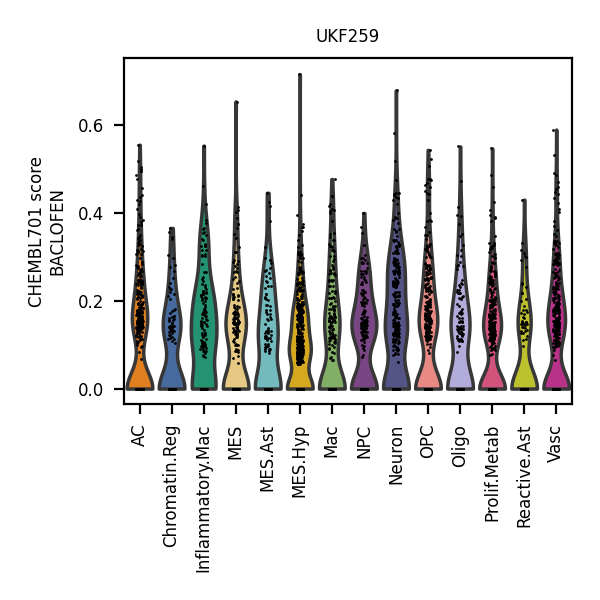 UKF259
CHEMBL701 score
BACLOFEN
0.6
0.4
0.2
0.0
AC
Chromatin.Reg
Inflammatory.Mac
MES
MES.Ast
MES.Hyp
Mac
NPC
Neuron
OPC
Oligo
Prolif.Metab
Reactive.Ast
Vasc